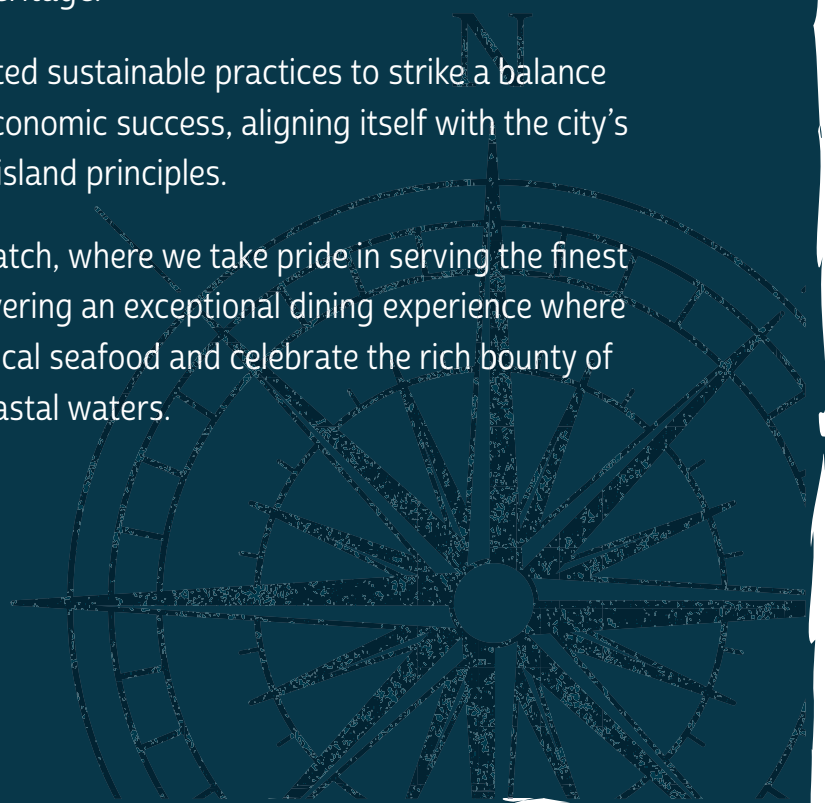 N
ted sustainable practices to strike a balance
conomic success, aligning itself with the city’s
island principles.
atch, where we take pride in serving the finest
vering an exceptional dining experience where
cal seafood and celebrate the rich bounty of
astal waters.